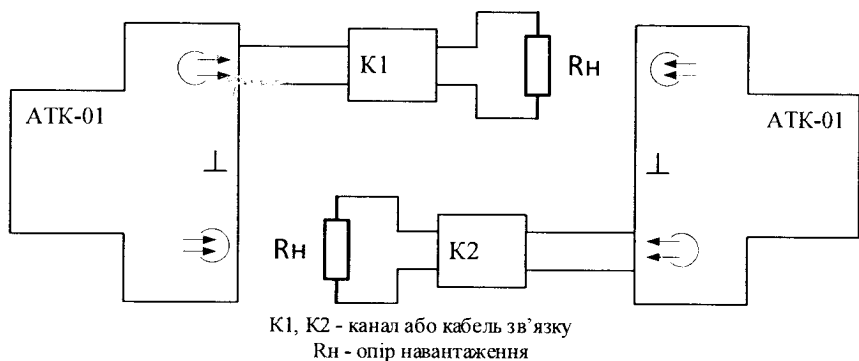 К1
Rн
АТК-01
АТК-01
Rн
К2
К1, К2 - канал або кабель зв’язку
Rн - опір навантаження